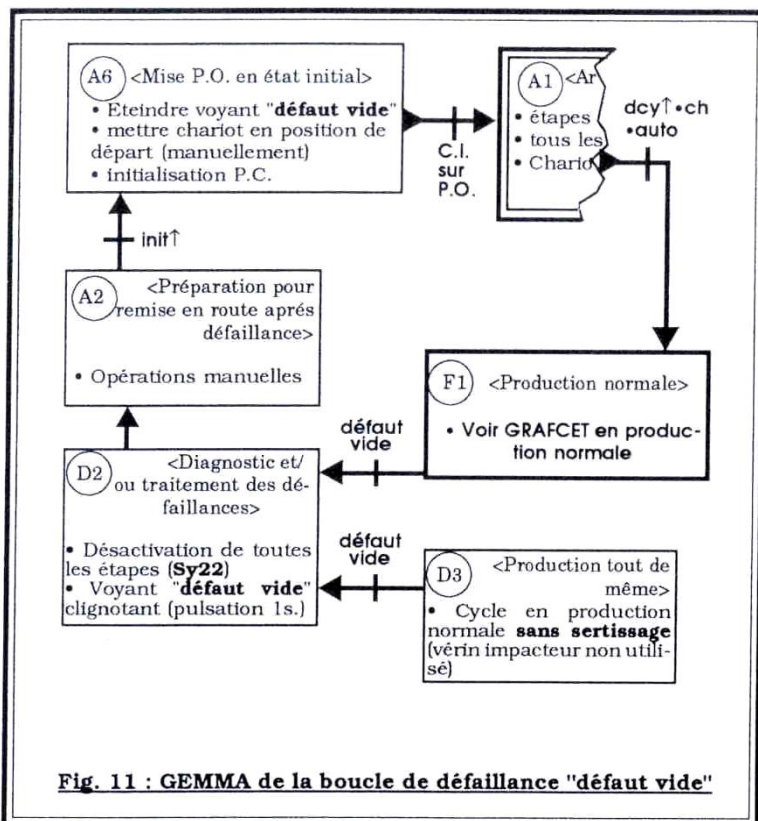 A6 <Mise P.O. en état initial>
• Eteindre voyant "défaut vide"
• mettre chariot en position de
départ (manuellement)
• initialisation P.C.
C.I.
sur
P.O.
A1 <Ar
• étapes
• tous les
• Chario
dcy↑•ch
•auto
init↑
A2 <Préparation pour
remise en route aprés
défaillance>
• Opérations manuelles
F1 <Production normale>
• Voir GRAFCET en produc-
tion normale
défaut
vide
D2 <Diagnostic et/
ou traitement des dé-
faillances>
• Désactivation de toutes
les étapes (Sy22)
• Voyant "défaut vide"
clignotant (pulsation 1s.)
défaut
vide
D3 <Production tout de
même>
• Cycle en production
normale sans sertissage
(vérin impacteur non utili-
sé)
Fig. 11 : GEMMA de la boucle de défaillance "défaut vide"